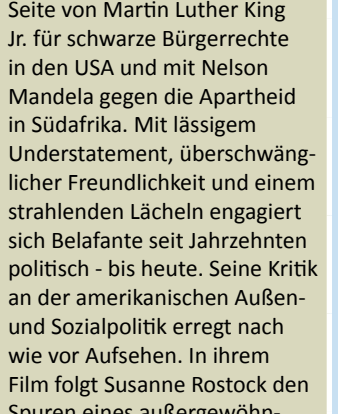 Seite von Martin Luther King
Jr. für schwarze Bürgerrechte
in den USA und mit Nelson
Mandela gegen die Apartheid
in Südafrika. Mit lässigem
Understatement, überschwäng-
licher Freundlichkeit und einem
strahlenden Lächeln engagiert
sich Belafante seit Jahrzehnten
politisch - bis heute. Seine Kritik
an der amerikanischen Außen-
und Sozialpolitik erregt nach
wie vor Aufsehen. In ihrem
Film folgt Susanne Rostock den
Spuren eines außergewöhn-